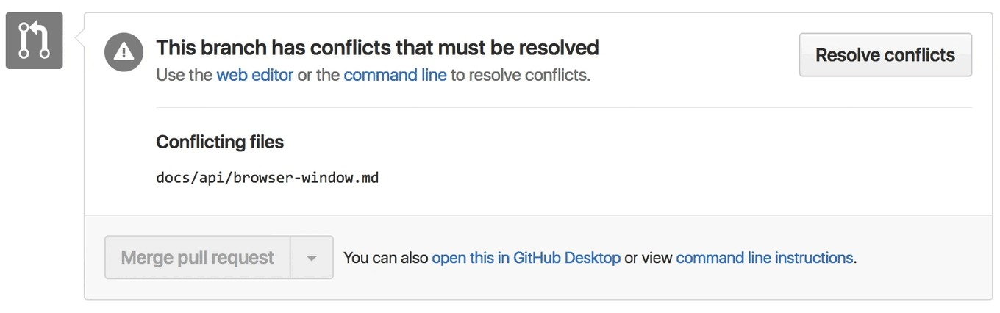 This branch has conflicts that must be resolved
Resolve conflicts
Use the web editor or the command line to resolve conflicts.
Conflicting files
docs/api/browser-window.md
Merge pull request
You can also open this in GitHub Desktop or view command line instructions.